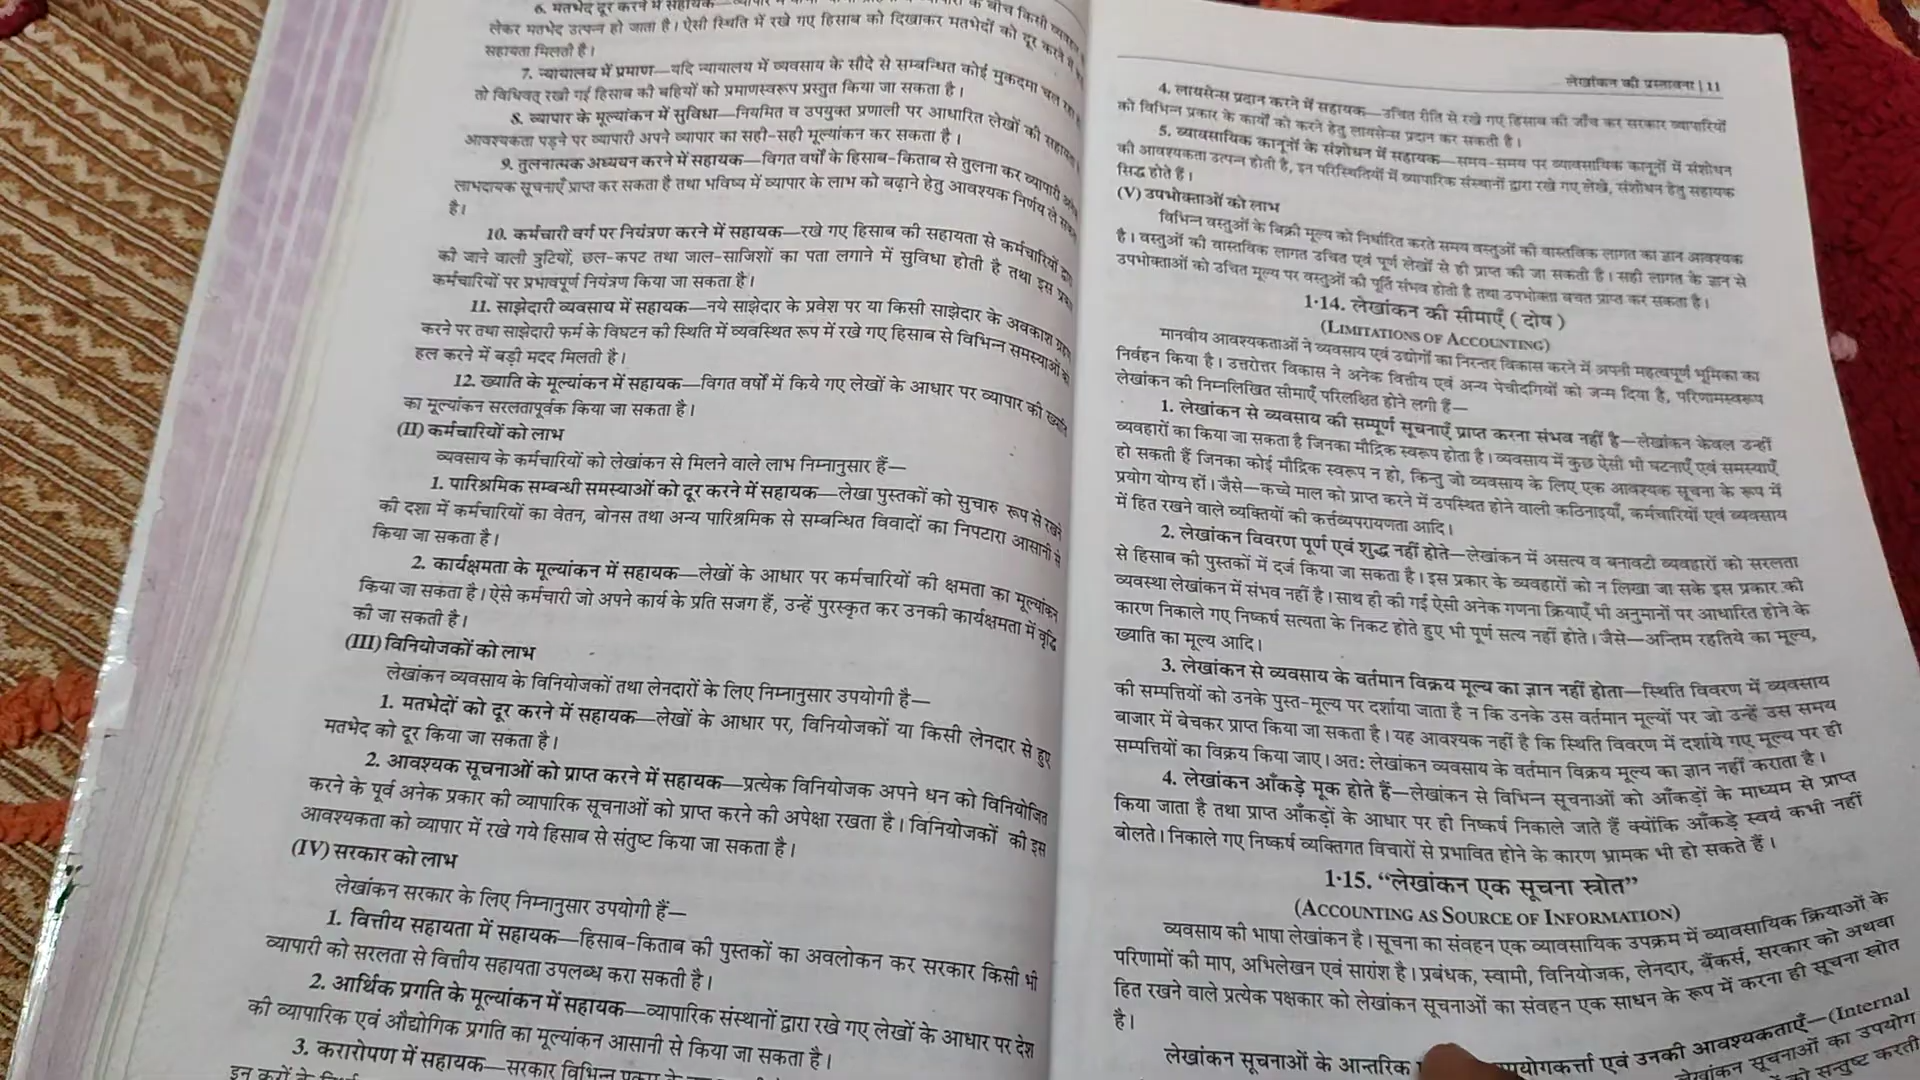 6. मतभेद दूर करने में सहायक—व्यापार में के बीच किसी
लेकर मतभेद उत्पन्न हो जाता है। ऐसी स्थिति में रखे गए हिसाब को दिखाकर मतभेदों को दूर करने में
सहायता मिलती है।
7. न्यायालय में प्रमाण—यदि न्यायालय में व्यवसाय के सौदे से सम्बन्धित कोई मुकदमा चल रहा
तो विधिवत् रखी गई हिसाब की बहियों को प्रमाणस्वरूप प्रस्तुत किया जा सकता है।
8. व्यापार के मूल्यांकन में सुविधा—नियमित व उपयुक्त प्रणाली पर आधारित लेखों की सहायता
आवश्यकता पड़ने पर व्यापारी अपने व्यापार का सही-सही मूल्यांकन कर सकता है।
9. तुलनात्मक अध्ययन करने में सहायक—विगत वर्षों के हिसाब-किताब से तुलना कर व्यापारी अनेक
लाभदायक सूचनाएँ प्राप्त कर सकता है तथा भविष्य में व्यापार के लाभ को बढ़ाने हेतु आवश्यक निर्णय ले सकता
है।
10. कर्मचारी वर्ग पर नियंत्रण करने में सहायक—रखे गए हिसाब की सहायता से कर्मचारियों द्वारा
की जाने वाली त्रुटियों, छल-कपट तथा जाल-साजिशों का पता लगाने में सुविधा होती है तथा इस प्रकार
कर्मचारियों पर प्रभावपूर्ण नियंत्रण किया जा सकता है।
11. साझेदारी व्यवसाय में सहायक—नये साझेदार के प्रवेश पर या किसी साझेदार के अवकाश ग्रहण
करने पर तथा साझेदारी फर्म के विघटन की स्थिति में व्यवस्थित रूप में रखे गए हिसाब से विभिन्न समस्याओं को
हल करने में बड़ी मदद मिलती है।
12. ख्याति के मूल्यांकन में सहायक—विगत वर्षों में किये गए लेखों के आधार पर व्यापार की ख्याति
का मूल्यांकन सरलतापूर्वक किया जा सकता है।
(II) कर्मचारियों को लाभ
व्यवसाय के कर्मचारियों को लेखांकन से मिलने वाले लाभ निम्नानुसार हैं—
1. पारिश्रमिक सम्बन्धी समस्याओं को दूर करने में सहायक—लेखा पुस्तकों को सुचारु रूप से रखने
की दशा में कर्मचारियों का वेतन, बोनस तथा अन्य पारिश्रमिक से सम्बन्धित विवादों का निपटारा आसानी से
किया जा सकता है।
2. कार्यक्षमता के मूल्यांकन में सहायक—लेखों के आधार पर कर्मचारियों की क्षमता का मूल्यांकन
किया जा सकता है। ऐसे कर्मचारी जो अपने कार्य के प्रति सजग हैं, उन्हें पुरस्कृत कर उनकी कार्यक्षमता में वृद्धि
की जा सकती है।
(III) विनियोजकों को लाभ
लेखांकन व्यवसाय के विनियोजकों तथा लेनदारों के लिए निम्नानुसार उपयोगी है—
1. मतभेदों को दूर करने में सहायक—लेखों के आधार पर, विनियोजकों या किसी लेनदार से हुए
मतभेद को दूर किया जा सकता है।
2. आवश्यक सूचनाओं को प्राप्त करने में सहायक—प्रत्येक विनियोजक अपने धन को विनियोजित
करने के पूर्व अनेक प्रकार की व्यापारिक सूचनाओं को प्राप्त करने की अपेक्षा रखता है। विनियोजकों की इस
आवश्यकता को व्यापार में रखे गये हिसाब से संतुष्ट किया जा सकता है।
(IV) सरकार को लाभ
लेखांकन सरकार के लिए निम्नानुसार उपयोगी हैं—
1. वित्तीय सहायता में सहायक—हिसाब-किताब की पुस्तकों का अवलोकन कर सरकार किसी भी
व्यापारी को सरलता से वित्तीय सहायता उपलब्ध करा सकती है।
2. आर्थिक प्रगति के मूल्यांकन में सहायक—व्यापारिक संस्थानों द्वारा रखे गए लेखों के आधार पर देश
की व्यापारिक एवं औद्योगिक प्रगति का मूल्यांकन आसानी से किया जा सकता है।
3. करारोपण में सहायक—सरकार विभिन्न प्रकार के
इन करों के
लेखांकन की प्रस्तावना | 11
4. लायसेन्स प्रदान करने में सहायक—उचित रीति से रखे गए हिसाब की जाँच कर सरकार व्यापारियों
को विभिन्न प्रकार के कार्यों को करने हेतु लायसेन्स प्रदान कर सकती है।
5. व्यावसायिक कानूनों के संशोधन में सहायक—समय-समय पर व्यावसायिक कानूनों में संशोधन
की आवश्यकता उत्पन्न होती है, इन परिस्थितियों में व्यापारिक संस्थानों द्वारा रखे गए लेखे, संशोधन हेतु सहायक
सिद्ध होते हैं।
(V) उपभोक्ताओं को लाभ
विभिन्न वस्तुओं के बिक्री मूल्य को निर्धारित करते समय वस्तुओं की वास्तविक लागत का ज्ञान आवश्यक
है। वस्तुओं की वास्तविक लागत उचित एवं पूर्ण लेखों से ही प्राप्त की जा सकती है। सही लागत के ज्ञान से
उपभोक्ताओं को उचित मूल्य पर वस्तुओं की पूर्ति संभव होती है तथा उपभोक्ता बचत प्राप्त कर सकता है।
1·14. लेखांकन की सीमाएँ ( दोष )
(LIMITATIONS OF ACCOUNTING)
मानवीय आवश्यकताओं ने व्यवसाय एवं उद्योगों का निरन्तर विकास करने में अपनी महत्वपूर्ण भूमिका का
निर्वहन किया है। उत्तरोत्तर विकास ने अनेक वित्तीय एवं अन्य पेचीदगियों को जन्म दिया है, परिणामस्वरूप
लेखांकन की निम्नलिखित सीमाएँ परिलक्षित होने लगी हैं—
1. लेखांकन से व्यवसाय की सम्पूर्ण सूचनाएँ प्राप्त करना संभव नहीं है—लेखांकन केवल उन्हीं
व्यवहारों का किया जा सकता है जिनका मौद्रिक स्वरूप होता है। व्यवसाय में कुछ ऐसी भी घटनाएँ एवं समस्याएँ
हो सकती हैं जिनका कोई मौद्रिक स्वरूप न हो, किन्तु जो व्यवसाय के लिए एक आवश्यक सूचना के रूप में
प्रयोग योग्य हों। जैसे—कच्चे माल को प्राप्त करने में उपस्थित होने वाली कठिनाइयाँ, कर्मचारियों एवं व्यवसाय
में हित रखने वाले व्यक्तियों की कर्त्तव्यपरायणता आदि।
2. लेखांकन विवरण पूर्ण एवं शुद्ध नहीं होते—लेखांकन में असत्य व बनावटी व्यवहारों को सरलता
से हिसाब की पुस्तकों में दर्ज किया जा सकता है। इस प्रकार के व्यवहारों को न लिखा जा सके इस प्रकार की
व्यवस्था लेखांकन में संभव नहीं है। साथ ही की गई ऐसी अनेक गणना क्रियाएँ भी अनुमानों पर आधारित होने के
कारण निकाले गए निष्कर्ष सत्यता के निकट होते हुए भी पूर्ण सत्य नहीं होते। जैसे—अन्तिम रहतिये का मूल्य,
ख्याति का मूल्य आदि।
3. लेखांकन से व्यवसाय के वर्तमान विक्रय मूल्य का ज्ञान नहीं होता—स्थिति विवरण में व्यवसाय
की सम्पत्तियों को उनके पुस्त-मूल्य पर दर्शाया जाता है न कि उनके उस वर्तमान मूल्यों पर जो उन्हें उस समय
बाजार में बेचकर प्राप्त किया जा सकता है। यह आवश्यक नहीं है कि स्थिति विवरण में दर्शाये गए मूल्य पर ही
सम्पत्तियों का विक्रय किया जाए। अत: लेखांकन व्यवसाय के वर्तमान विक्रय मूल्य का ज्ञान नहीं कराता है।
4. लेखांकन आँकड़े मूक होते हैं—लेखांकन से विभिन्न सूचनाओं को आँकड़ों के माध्यम से प्राप्त
किया जाता है तथा प्राप्त आँकड़ों के आधार पर ही निष्कर्ष निकाले जाते हैं क्योंकि आँकड़े स्वयं कभी नहीं
बोलते। निकाले गए निष्कर्ष व्यक्तिगत विचारों से प्रभावित होने के कारण भ्रामक भी हो सकते हैं।
1·15. “लेखांकन एक सूचना स्त्रोत”
(ACCOUNTING AS SOURCE OF INFORMATION)
व्यवसाय की भाषा लेखांकन है। सूचना का संवहन एक व्यावसायिक उपक्रम में व्यावसायिक क्रियाओं के
परिणामों की माप, अभिलेखन एवं सारांश है। प्रबंधक, स्वामी, विनियोजक, लेनदार, बैंकर्स, सरकार को अथवा
हित रखने वाले प्रत्येक पक्षकार को लेखांकन सूचनाओं का संवहन एक साधन के रूप में करना ही सूचना स्त्रोत
है।
लेखांकन सूचनाओं के आन्तरिक एवं उनकी आवश्यकताएँ—(Internal
लेखांकन सूचनाओं का उपयोग
को सन्तुष्ट करती